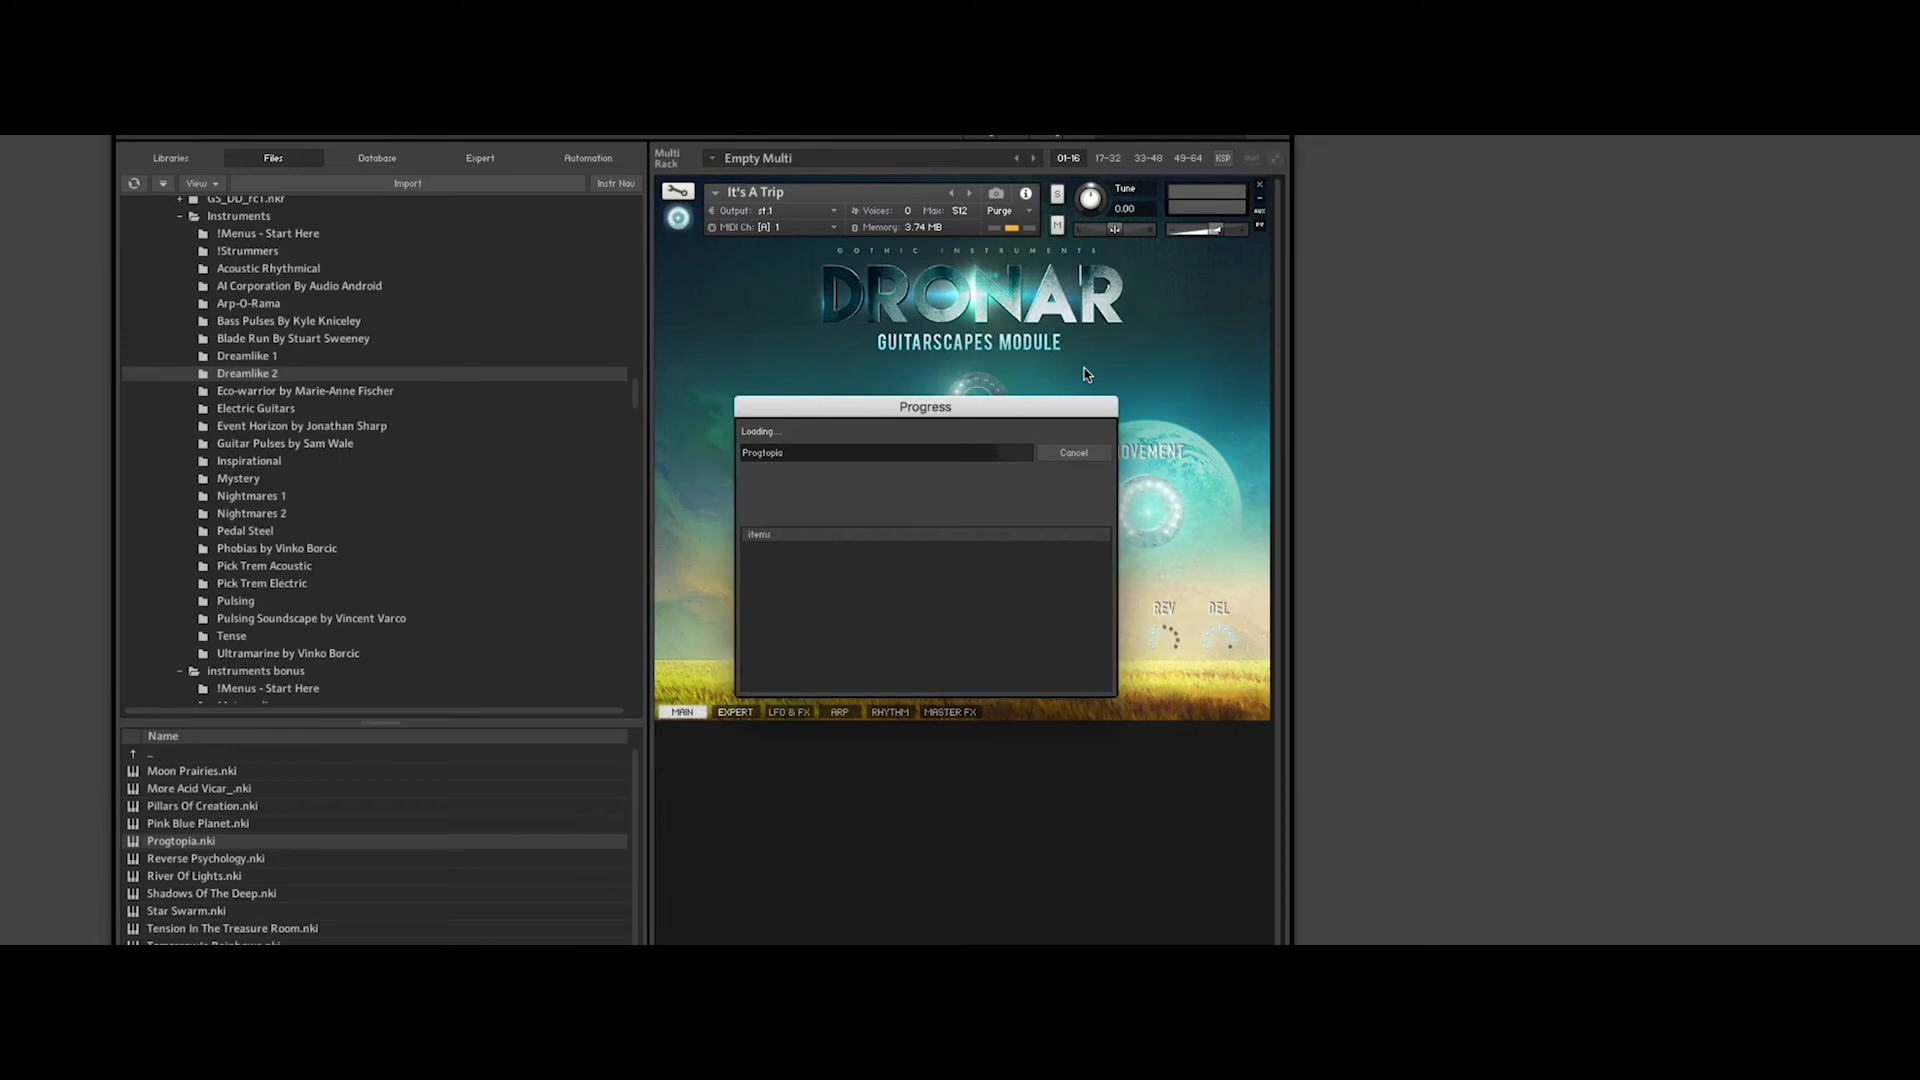 Libraries
Files
Database
Expert
Automation
View
Import
Instr Nav
GS_DD_rc1.nkr
Instruments
!Menus - Start Here
!Strummers
Acoustic Rhythmical
AI Corporation By Audio Android
Arp-O-Rama
Bass Pulses By Kyle Kniceley
Blade Run By Stuart Sweeney
Dreamlike 1
Dreamlike 2
Eco-warrior by Marie-Anne Fischer
Electric Guitars
Event Horizon by Jonathan Sharp
Guitar Pulses by Sam Wale
Inspirational
Mystery
Nightmares 1
Nightmares 2
Pedal Steel
Phobias by Vinko Borcic
Pick Trem Acoustic
Pick Trem Electric
Pulsing
Pulsing Soundscape by Vincent Varco
Tense
Ultramarine by Vinko Borcic
instruments bonus
!Menus - Start Here
Name
..
Moon Prairies.nki
More Acid Vicar_.nki
Pillars Of Creation.nki
Pink Blue Planet.nki
Progtopia.nki
Reverse Psychology.nki
River Of Lights.nki
Shadows Of The Deep.nki
Star Swarm.nki
Tension In The Treasure Room.nki
Multi
Rack
Empty Multi
01-16
17-32
33-48
49-64
KSP
It's A Trip
Output: st.1
Voices: 0 Max: 512
Purge
MIDI Ch: [A] 1
Memory: 3.74 MB
S
M
Tune
0.00
L
R
AUX
PV
GOTHIC INSTRUMENTS
DRONAR
GUITARSCAPES MODULE
Progress
Loading...
Progtopia
Cancel
items
REV
DEL
MAIN
EXPERT
LFO & FX
ARP
RHYTHM
MASTER FX